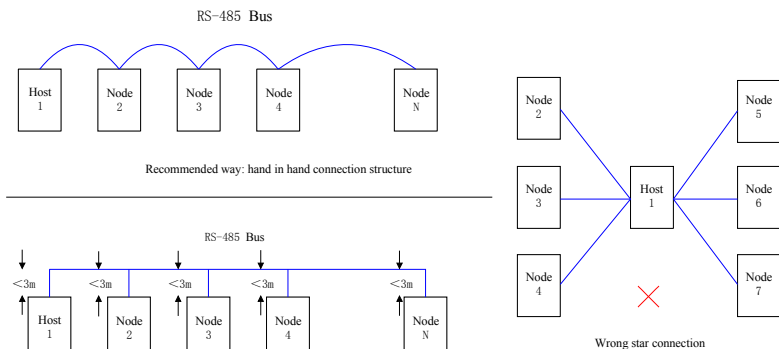 RS-485 Bus
Host
1
Node
2
Node
3
Node
4
Node
N
Recommended way: hand in hand connection structure
RS-485 Bus
<3m
<3m
<3m
<3m
<3m
Host
1
Node
2
Node
3
Node
4
Node
N
Node
2
Node
3
Node
4
Host
1
Node
5
Node
6
Node
7
Wrong star connection